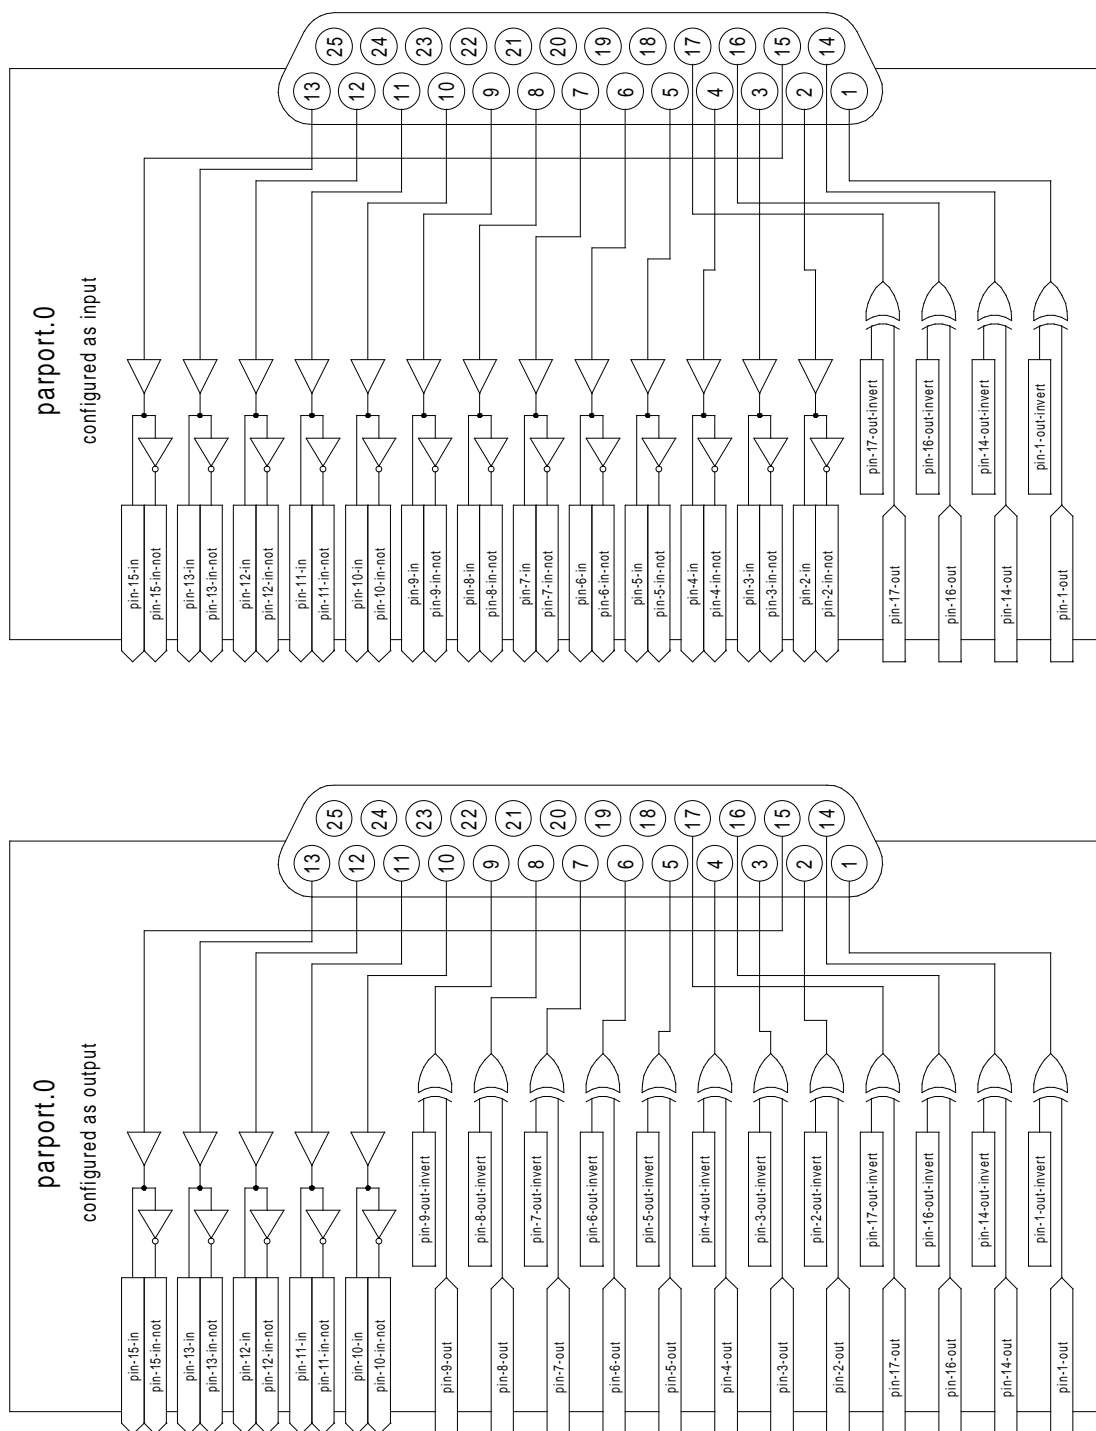 25
24
23
22
21
20
19
18
17
16
15
14
13
12
11
10
9
8
7
6
5
4
3
2
1
parport.0
configured as input
pin-17-out-invert
pin-16-out-invert
pin-14-out-invert
pin-1-out-invert
pin-15-in
pin-15-in-not
pin-13-in
pin-13-in-not
pin-12-in
pin-12-in-not
pin-11-in
pin-11-in-not
pin-10-in
pin-10-in-not
pin-9-in
pin-9-in-not
pin-8-in
pin-8-in-not
pin-7-in
pin-7-in-not
pin-6-in
pin-6-in-not
pin-5-in
pin-5-in-not
pin-4-in
pin-4-in-not
pin-3-in
pin-3-in-not
pin-2-in
pin-2-in-not
pin-17-out
pin-16-out
pin-14-out
pin-1-out
25
24
23
22
21
20
19
18
17
16
15
14
13
12
11
10
9
8
7
6
5
4
3
2
1
parport.0
configured as output
pin-9-out-invert
pin-8-out-invert
pin-7-out-invert
pin-6-out-invert
pin-5-out-invert
pin-4-out-invert
pin-3-out-invert
pin-2-out-invert
pin-17-out-invert
pin-16-out-invert
pin-14-out-invert
pin-1-out-invert
pin-15-in
pin-15-in-not
pin-13-in
pin-13-in-not
pin-12-in
pin-12-in-not
pin-11-in
pin-11-in-not
pin-10-in
pin-10-in-not
pin-9-out
pin-8-out
pin-7-out
pin-6-out
pin-5-out
pin-4-out
pin-3-out
pin-2-out
pin-17-out
pin-16-out
pin-14-out
pin-1-out